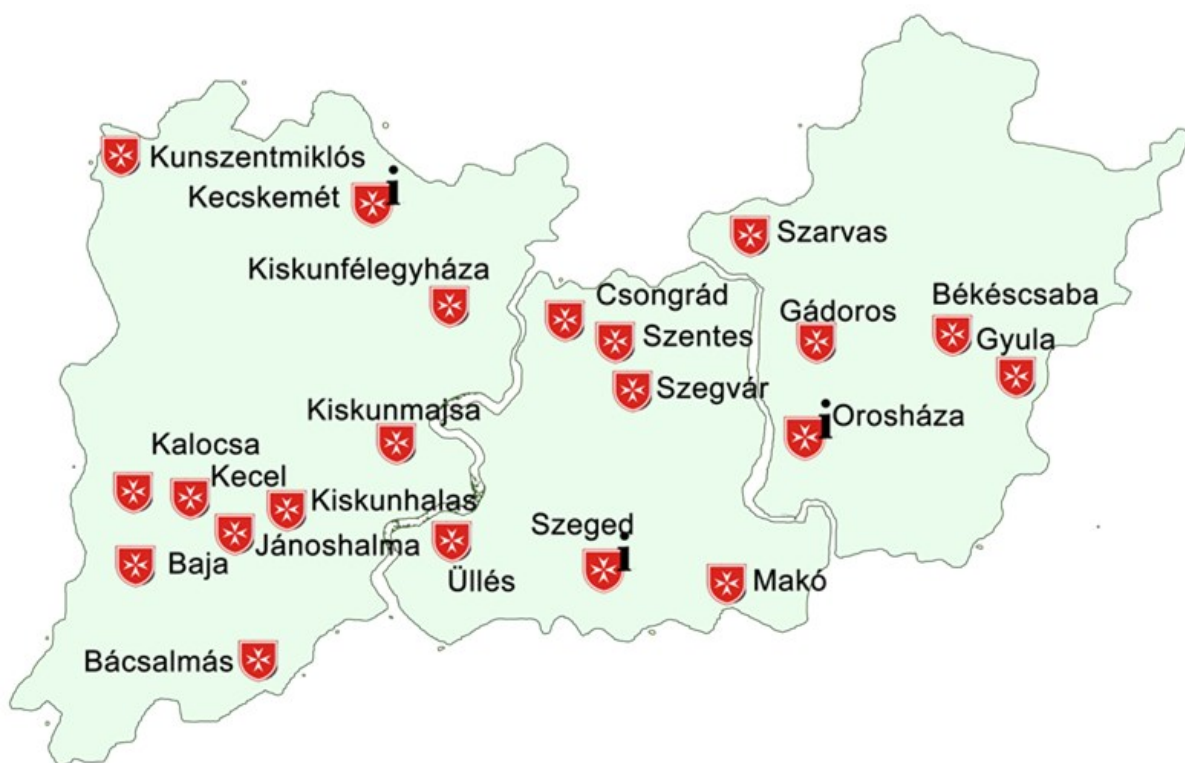 Kunszentmiklós
Kecskemét i
Kiskunfélegyháza
Kiskunmajsa
Kalocsa
Kecel
Kiskunhalas
Jánoshalma
Baja
Bácsalmás
Csongrád
Szentes
Szegvár
Üllés
Szeged i
Makó
Szarvas
Gádoros
Békéscsaba
Gyula
i Orosháza